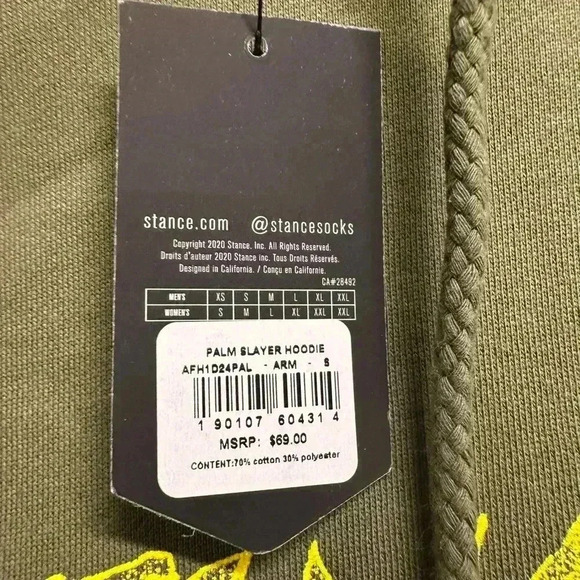 stance.com @stancesocks
Copyright 2020 Stance, Inc. All Rights Reserved.
Droits d'auteur 2020 Stance inc. Tous Droits Réservés.
Designed in California. / Conçu en Californie.
CA#28492
MEN'S XS S M L XL XXL
WOMEN'S S M L XL XXL XXL
PALM SLAYER HOODIE
AFH1D24PAL - ARM - S
1 90107 60431 4
MSRP: $69.00
CONTENT:70% cotton 30% polyester